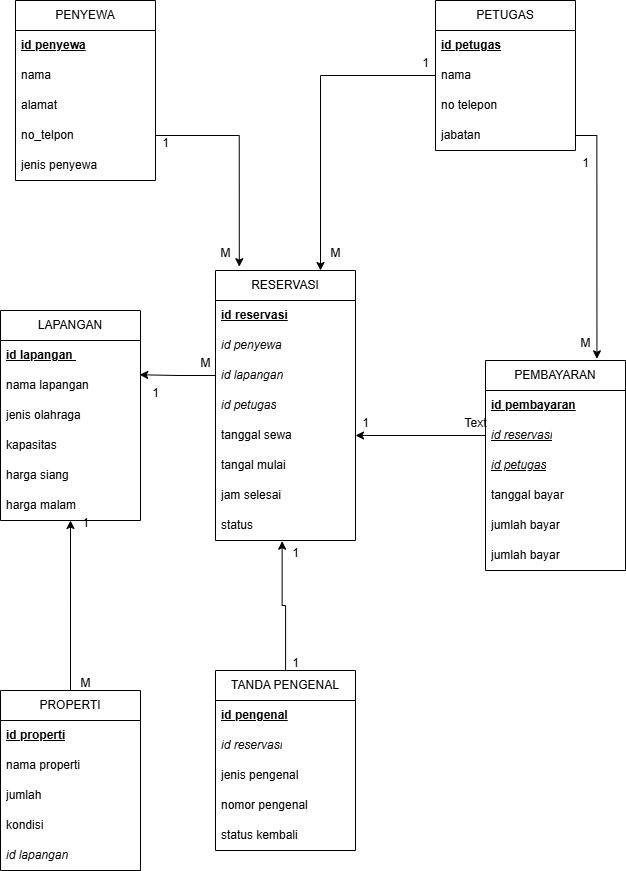 PENYEWA
id penyewa
nama
alamat
no_telpon
jenis penyewa
1
M
PETUGAS
id petugas
nama
no telepon
jabatan
1
M
1
M
RESERVASI
id reservasi
id penyewa
id lapangan
id petugas
tanggal sewa
tangal mulai
jam selesai
status
M
1
LAPANGAN
id lapangan
nama lapangan
jenis olahraga
kapasitas
harga siang
harga malam
1
M
PEMBAYARAN
id pembayaran
id reservasi
id petugas
tanggal bayar
jumlah bayar
jumlah bayar
1
Text
1
1
PROPERTI
id properti
nama properti
jumlah
kondisi
id lapangan
TANDA PENGENAL
id pengenal
id reservasi
jenis pengenal
nomor pengenal
status kembali